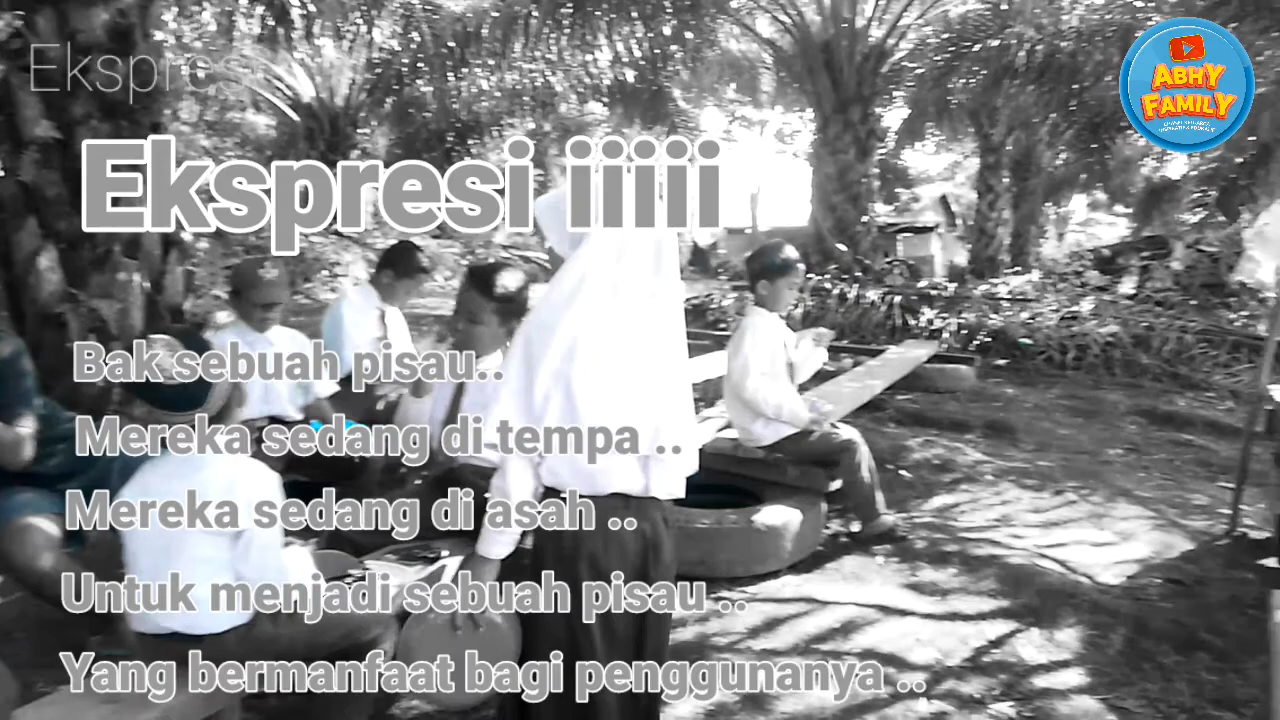 Ekspresi
ABHY
FAMILY
Ekspresi iiiii
Bak sebuah pisau..
Mereka sedang di tempa ..
Mereka sedang di asah ..
Untuk menjadi sebuah pisau ..
Yang bermanfaat bagi penggunanya ..